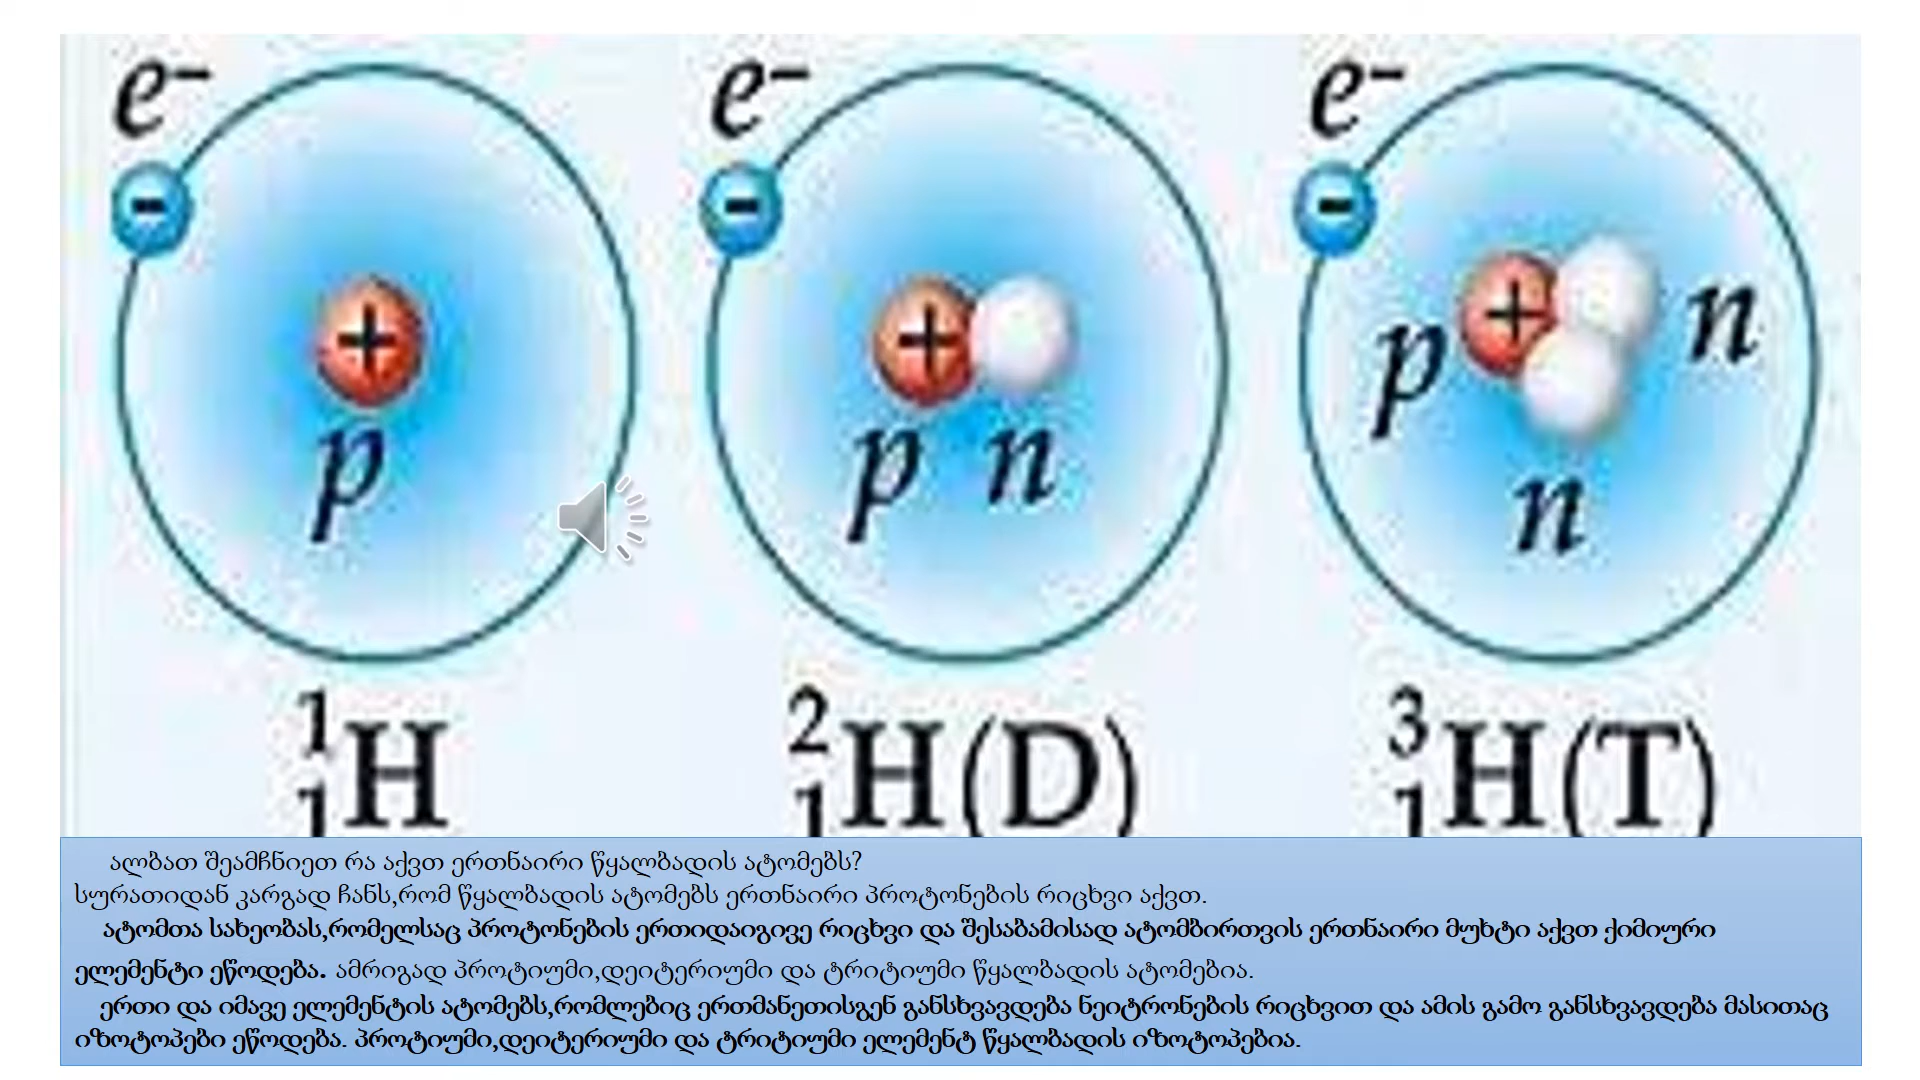 e⁻ e⁻ e⁻
- - -
+ + +
p p n p n
n
¹₁H ²₁H(D) ³₁H(T)
ალბათ შეამჩნიეთ რა აქვთ ერთნაირი წყალბადის ატომებს?
სურათიდან კარგად ჩანს,რომ წყალბადის ატომებს ერთნაირი პროტონების რიცხვი აქვთ.
ატომთა სახეობას,რომელსაც პროტონების ერთიდაიგივე რიცხვი და შესაბამისად ატომბირთვის ერთნაირი მუხტი აქვთ ქიმიური
ელემენტი ეწოდება. ამრიგად პროტიუმი,დეიტერიუმი და ტრიტიუმი წყალბადის ატომებია.
ერთი და იმავე ელემენტის ატომებს,რომლებიც ერთმანეთისგენ განსხვავდება ნეიტრონების რიცხვით და ამის გამო განსხვავდება მასითაც
იზოტოპები ეწოდება. პროტიუმი,დეიტერიუმი და ტრიტიუმი ელემენტ წყალბადის იზოტოპებია.